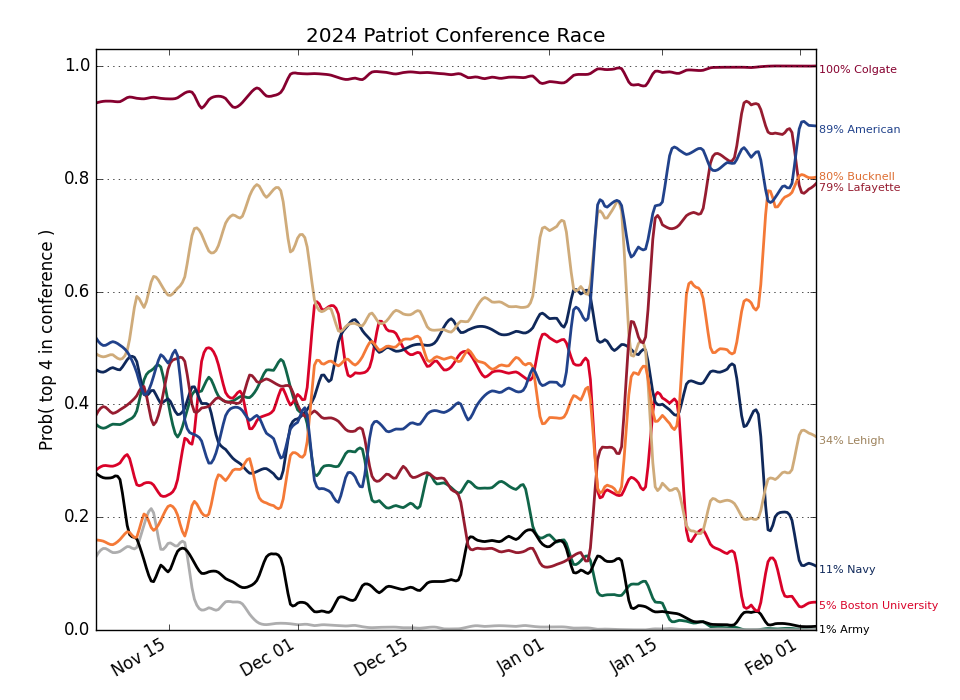 2024 Patriot Conference Race
Prob( top 4 in conference )
1.0
0.8
0.6
0.4
0.2
0.0
Nov 15
Dec 01
Dec 15
Jan 01
Jan 15
Feb 01
100% Colgate
89% American
80% Bucknell
79% Lafayette
34% Lehigh
11% Navy
5% Boston University
1% Army